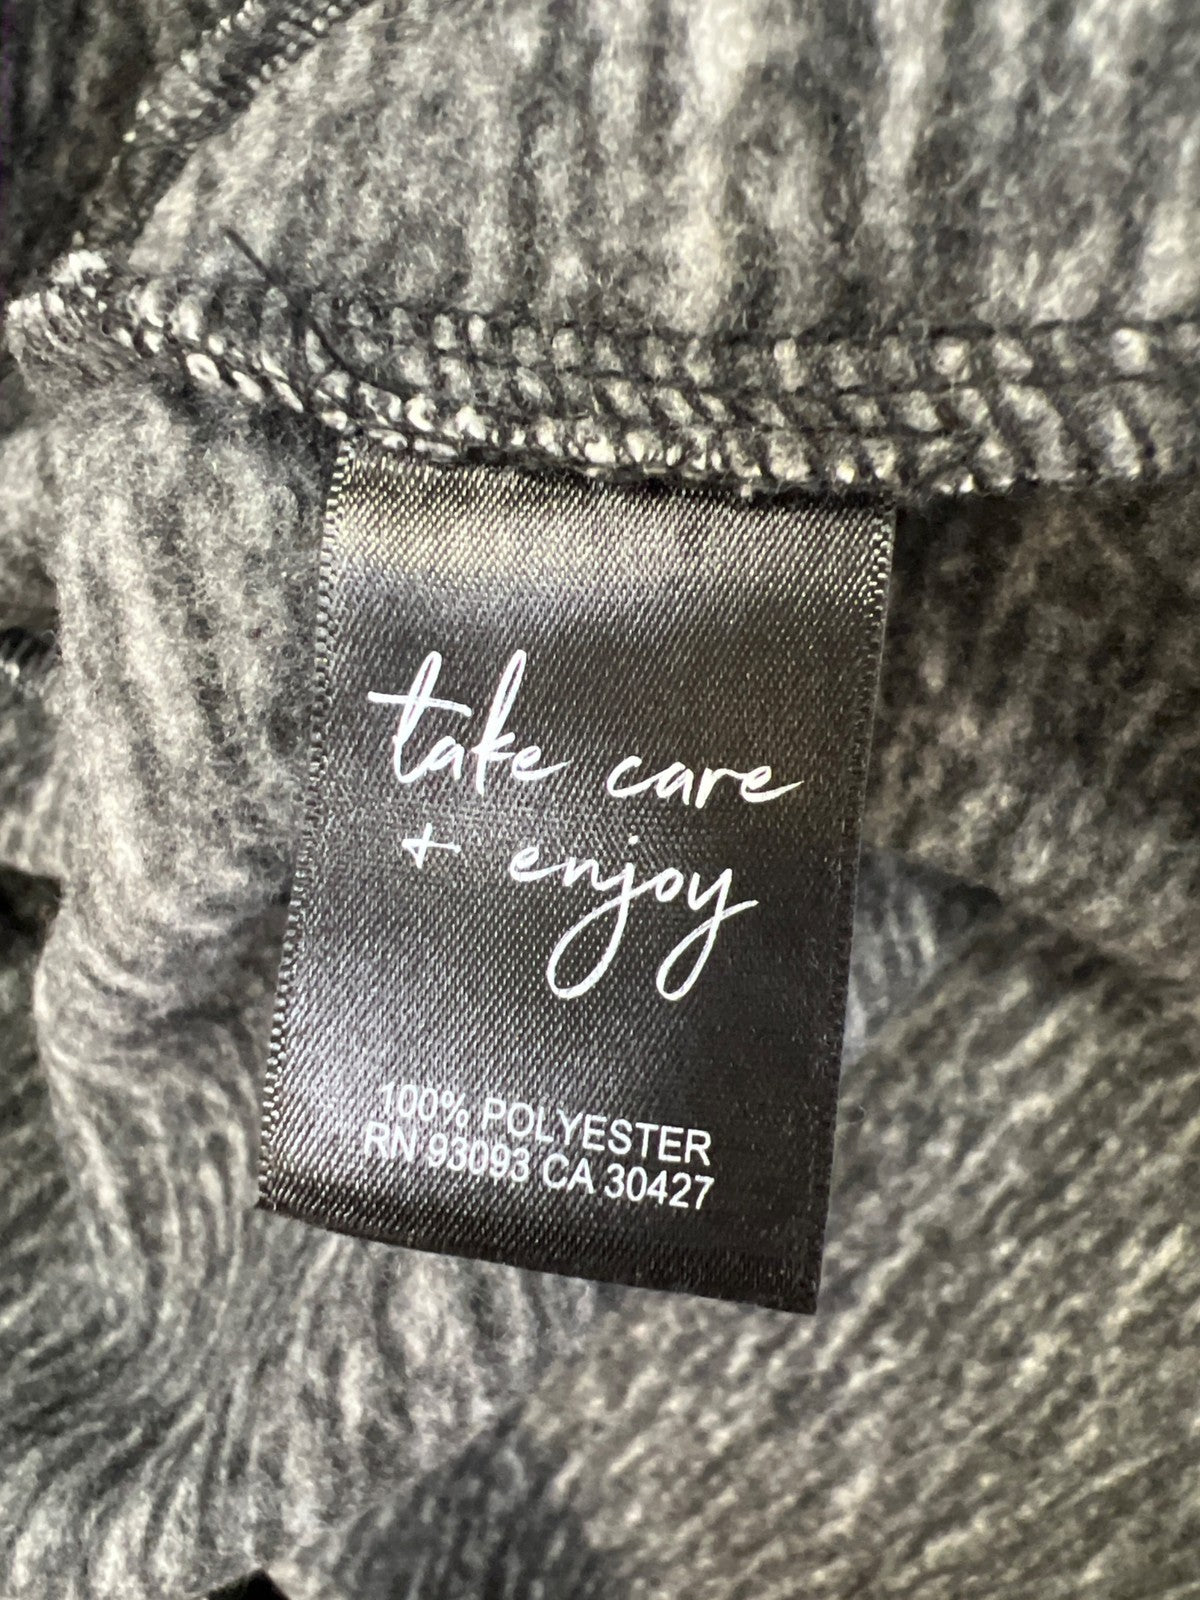 take care
+ enjoy
100% POLYESTER
RN 93093 CA 30427